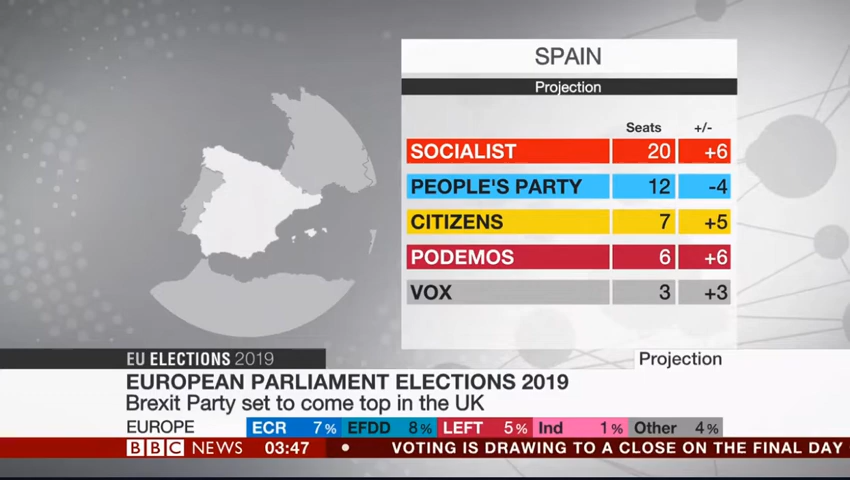 SPAIN
Projection
Seats +/-
SOCIALIST 20 +6
PEOPLE'S PARTY 12 -4
CITIZENS 7 +5
PODEMOS 6 +6
VOX 3 +3
EU ELECTIONS 2019
Projection
EUROPEAN PARLIAMENT ELECTIONS 2019
Brexit Party set to come top in the UK
EUROPE ECR 7% EFDD 8% LEFT 5% Ind 1% Other 4%
BBC NEWS 03:47 • VOTING IS DRAWING TO A CLOSE ON THE FINAL DAY